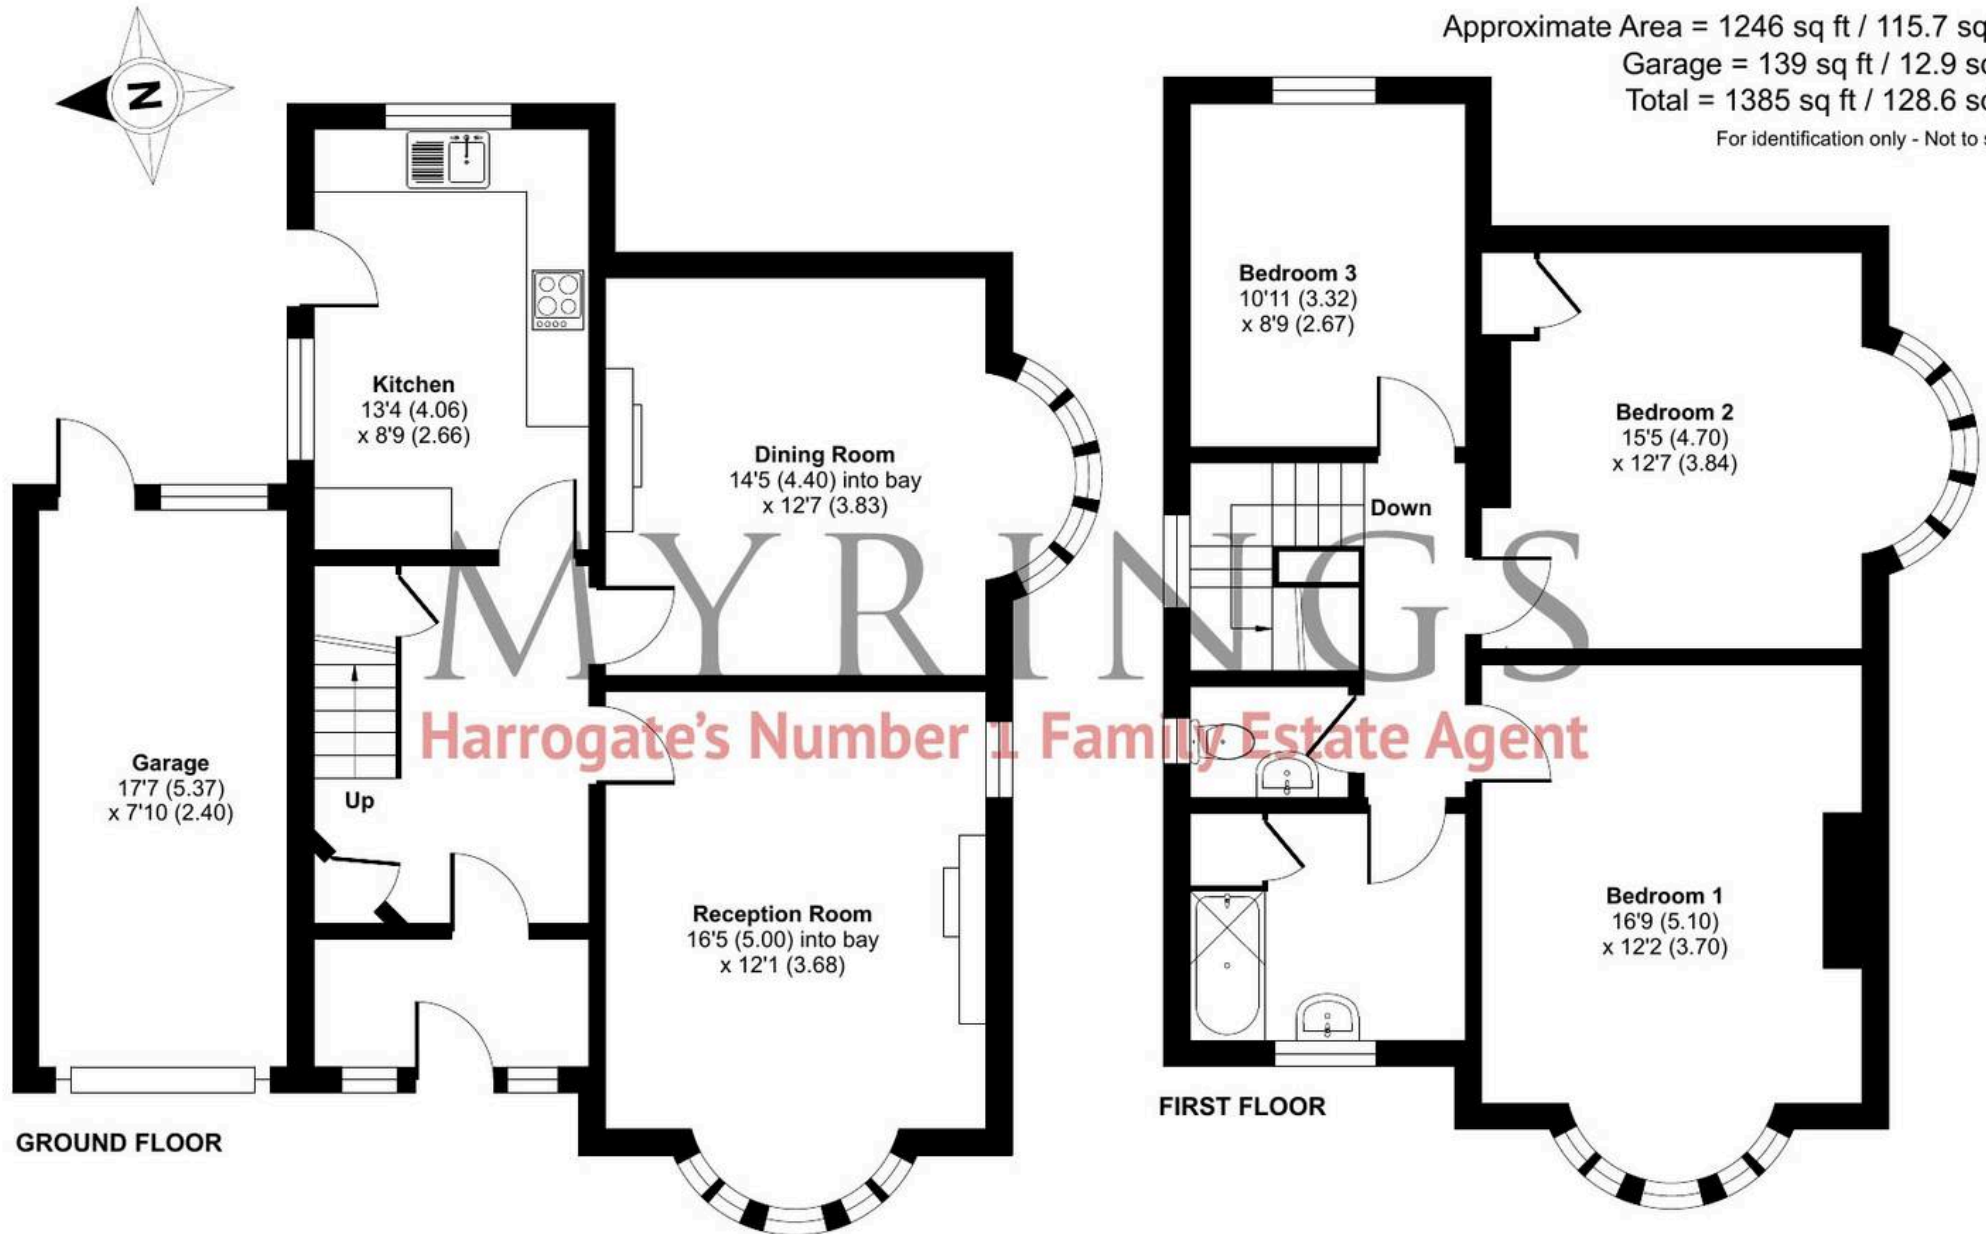 Approximate Area = 1246 sq ft / 115.7 sq
Garage = 139 sq ft / 12.9 sq
Total = 1385 sq ft / 128.6 sq
For identification only - Not to s
N
Kitchen
13'4 (4.06)
x 8'9 (2.66)
Dining Room
14'5 (4.40) into bay
x 12'7 (3.83)
Garage
17'7 (5.37)
x 7'10 (2.40)
Up
Reception Room
16'5 (5.00) into bay
x 12'1 (3.68)
GROUND FLOOR
Bedroom 3
10'11 (3.32)
x 8'9 (2.67)
Bedroom 2
15'5 (4.70)
x 12'7 (3.84)
Down
Bedroom 1
16'9 (5.10)
x 12'2 (3.70)
FIRST FLOOR
MYRINGS
Harrogate's Number 1 Family Estate Agent